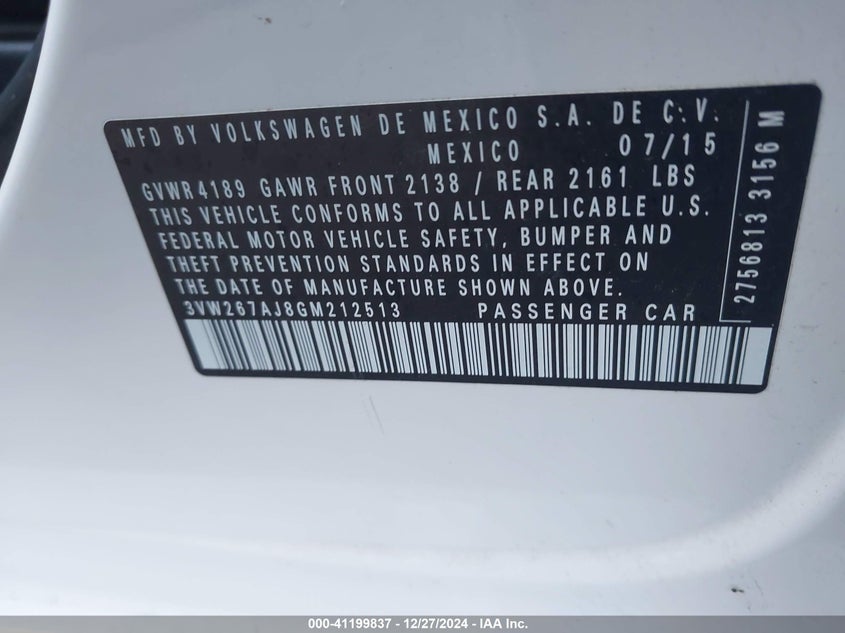 MFD BY VOLKSWAGEN DE MEXICO S.A. DE C.V.
MEXICO 07/15
GVWR 4189 GAWR FRONT 2138 / REAR 2161 LBS
THIS VEHICLE CONFORMS TO ALL APPLICABLE U.S.
FEDERAL MOTOR VEHICLE SAFETY, BUMPER AND
THEFT PREVENTION STANDARDS IN EFFECT ON
THE DATE OF MANUFACTURE SHOWN ABOVE.
3VW267AJ8GM212513 PASSENGER CAR
2756813 3156 M
000-41199837 - 12/27/2024 - IAA Inc.